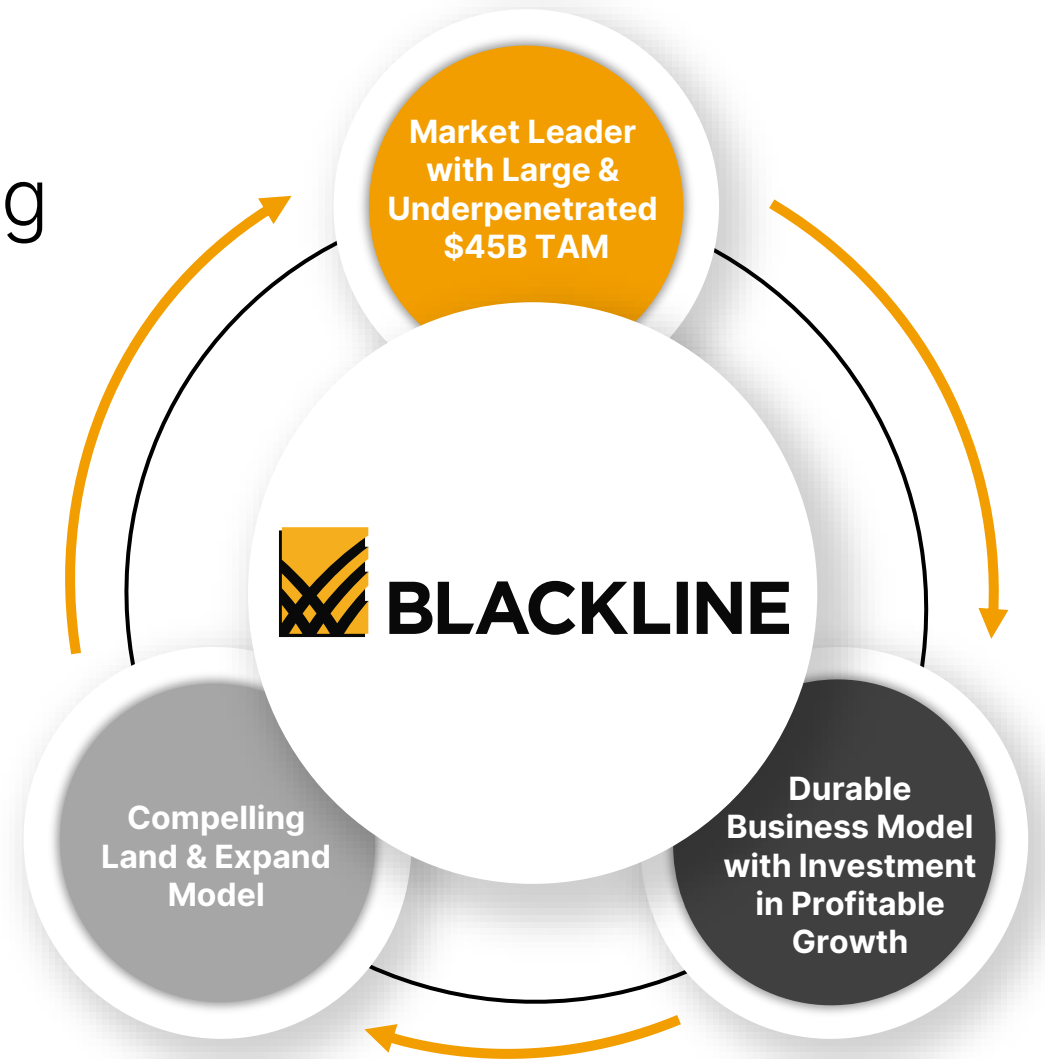 g
Market Leader
with Large &
Underpenetrated
$45B TAM
BLACKLINE
Compelling
Land & Expand
Model
Durable
Business Model
with Investment
in Profitable
Growth